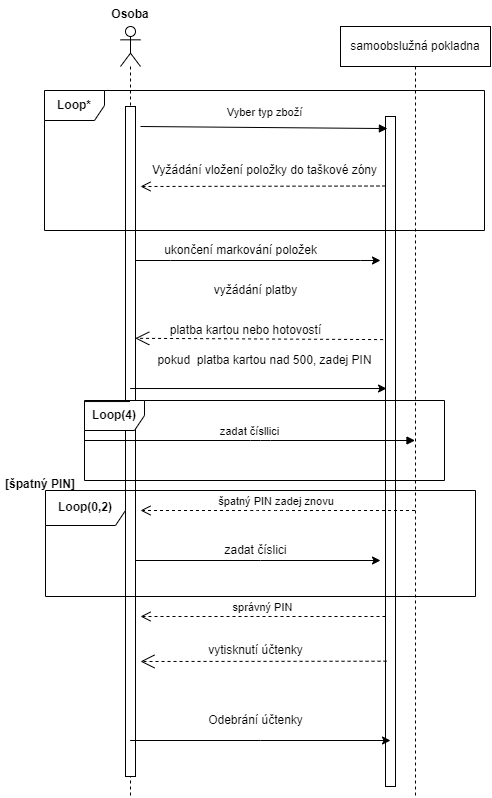 Osoba
samoobslužná pokladna
Loop*
Vyber typ zboží
Vyžádání vložení položky do taškové zóny
ukončení markování položek
vyžádání platby
platba kartou nebo hotovostí
pokud platba kartou nad 500, zadej PIN
Loop(4)
zadat číslici
[špatný PIN]
Loop(0,2)
špatný PIN zadej znovu
zadat číslici
správný PIN
vytisknutí účtenky
Odebrání účtenky